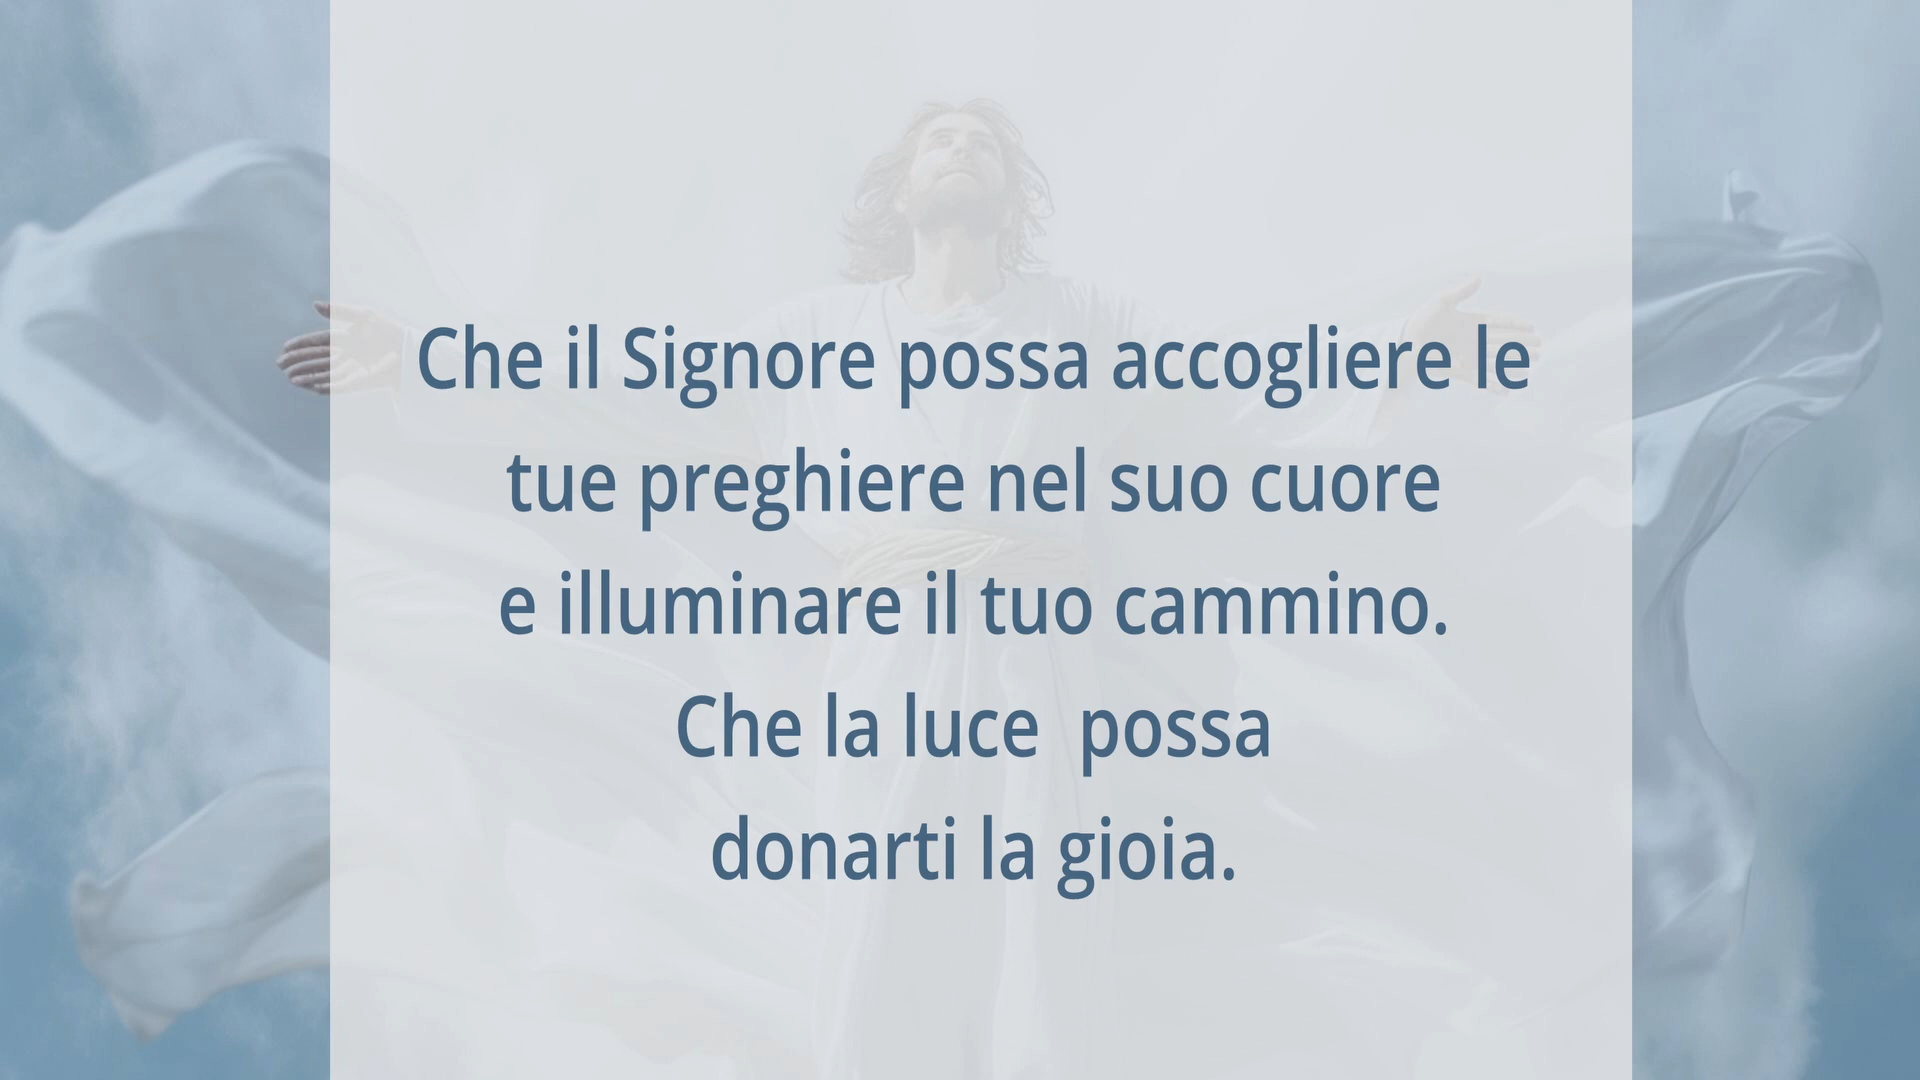 Che il Signore possa accogliere le
tue preghiere nel suo cuore
e illuminare il tuo cammino.
Che la luce  possa
donarti la gioia.